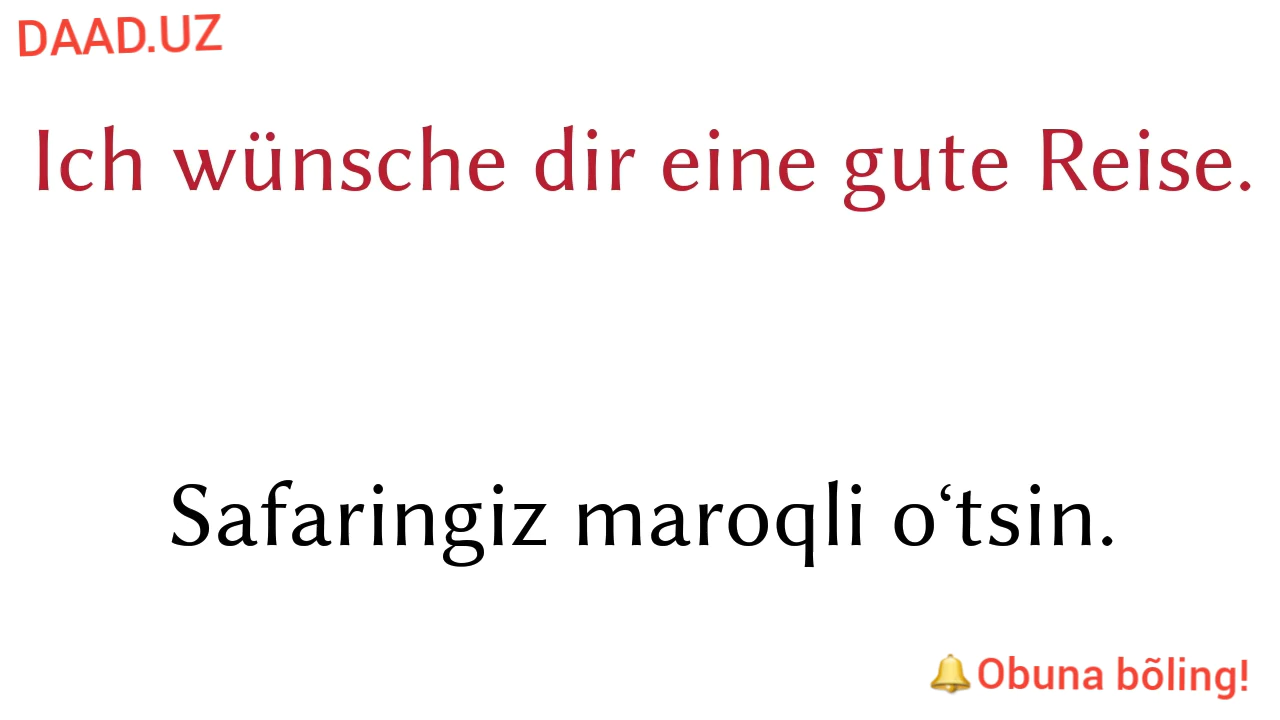 DAAD.UZ
Ich wünsche dir eine gute Reise.
Safaringiz maroqli o‘tsin.
🔔Obuna bõling!